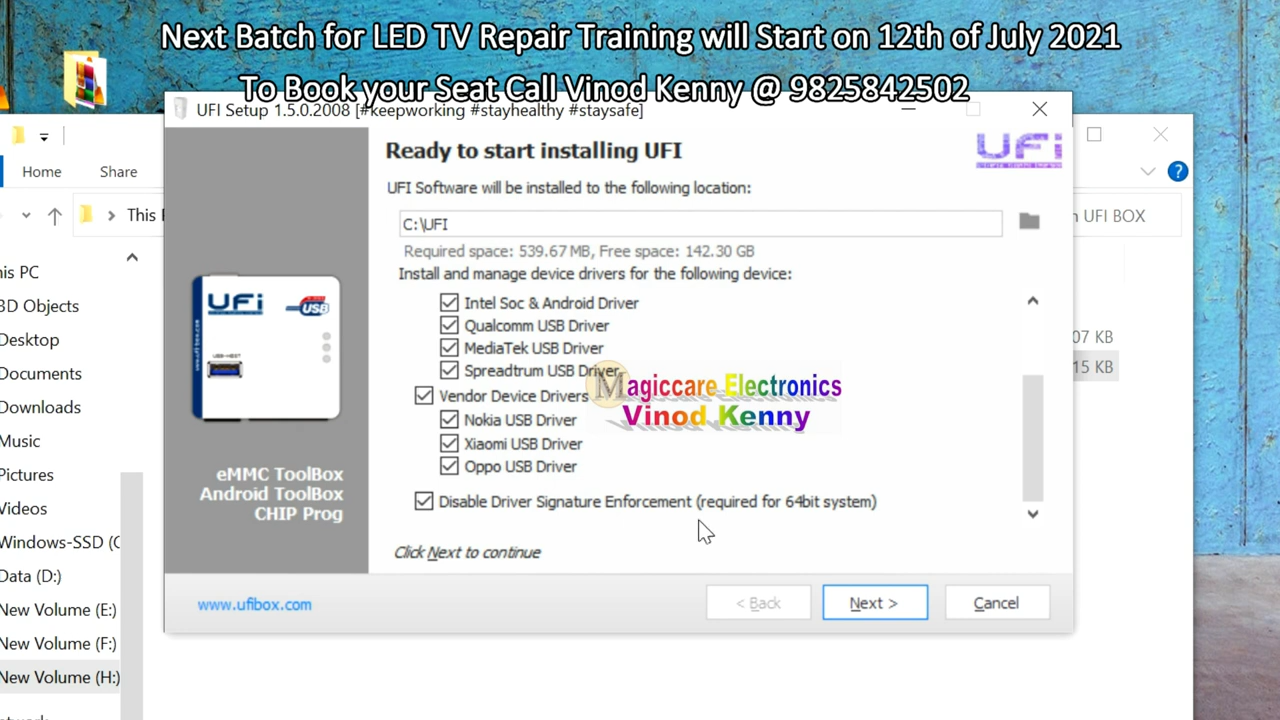 Next Batch for LED TV Repair Training will Start on 12th of July 2021
To Book your Seat Call Vinod Kenny @ 9825842502
UFI Setup 1.5.0.2008 [#keepworking #stayhealthy #staysafe]
Home
Share
This
UFI BOX
Ready to start installing UFI
UFi
UFI Software will be installed to the following location:
C:\UFI
Required space: 539.67 MB, Free space: 142.30 GB
Install and manage device drivers for the following device:
Intel Soc & Android Driver
Qualcomm USB Driver
MediaTek USB Driver
Spreadtrum USB Driver
Vendor Device Drivers
Nokia USB Driver
Xiaomi USB Driver
Oppo USB Driver
Disable Driver Signature Enforcement (required for 64bit system)
Click Next to continue
Magiccare Electronics
Vinod Kenny
UFi
USB
USB-HOST
eMMC ToolBox
Android ToolBox
CHIP Prog
www.ufibox.com
< Back
Next >
Cancel
his PC
3D Objects
Desktop
Documents
Downloads
Music
Pictures
Videos
Windows-SSD (C
Data (D:)
New Volume (E:)
New Volume (F:)
New Volume (H:)
07 KB
15 KB